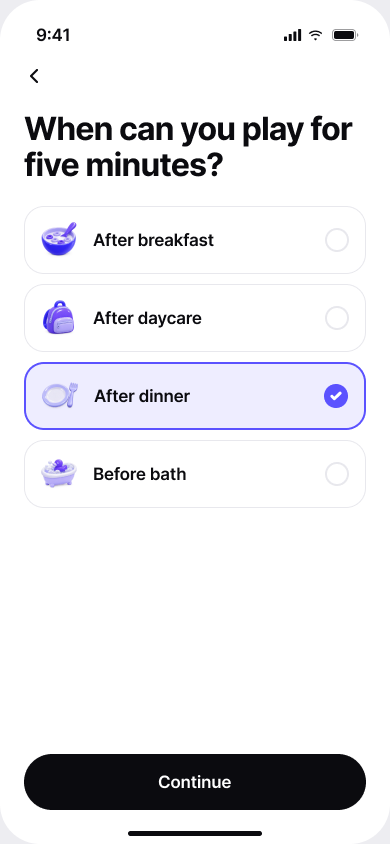 9:41
When can you play for
five minutes?
After breakfast
After daycare
After dinner
Before bath
Continue